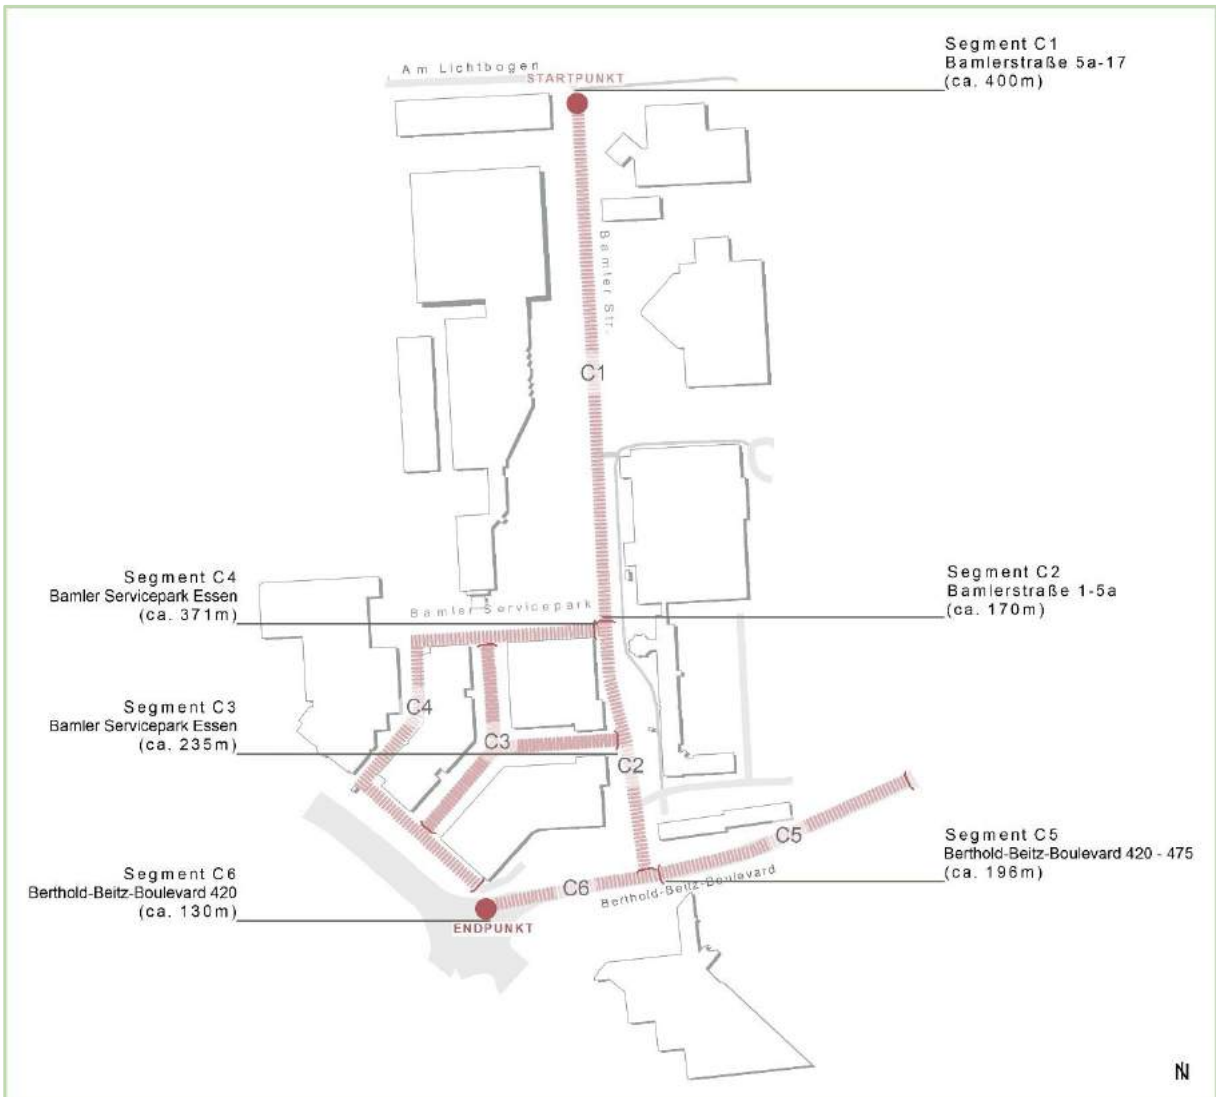 Segment C1
Bamlerstraße 5a-17
(ca. 400m)
Am Lichtbogen
STARTPUNKT
Bamler Str.
C1
Segment C4
Bamler Servicepark Essen
(ca. 371m)
Bamler Servicepark
Segment C2
Bamlerstraße 1-5a
(ca. 170m)
Segment C3
Bamler Servicepark Essen
(ca. 235m)
C4
C3
C2
C5
Segment C5
Berthold-Beitz-Boulevard 420 - 475
(ca. 196m)
Segment C6
Berthold-Beitz-Boulevard 420
(ca. 130m)
C6
Berthold-Beitz-Boulevard
ENDPUNKT
N